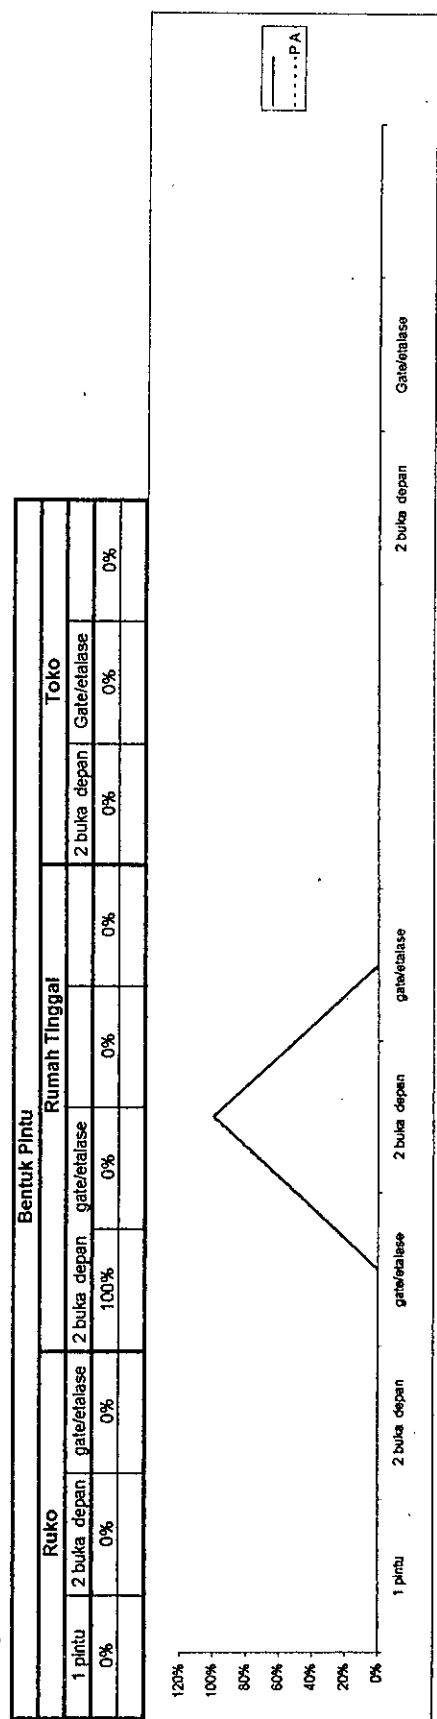 Bentuk Pintu
Ruko Rumah Tinggal Toko
1 pintu 2 buka depan gate/etalase 2 buka depan gate/etalase 2 buka depan Gate/etalase
0% 0% 0% 100% 0% 0% 0% 0% 0% 0%
120%
100%
80%
60%
40%
20%
0%
1 pintu 2 buka depan gate/etalase 2 buka depan gate/etalase 2 buka depan Gate/etalase
PA